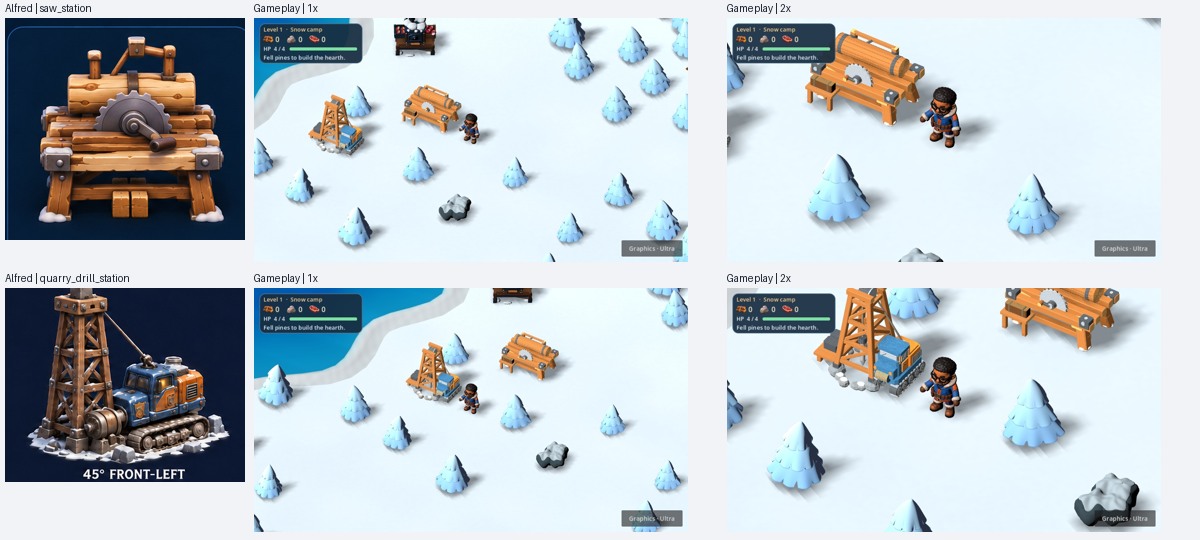 Alfred | saw_station
Gameplay | 1x
Gameplay | 2x
Level 1 · Snow camp
0 0 0
HP 4 / 4
Fell pines to build the hearth.
Graphics · Ultra
Level 1 · Snow camp
0 0 0
HP 4 / 4
Fell pines to build the hearth.
Graphics · Ultra
Alfred | quarry_drill_station
Gameplay | 1x
Gameplay | 2x
45° FRONT-LEFT
Level 1 · Snow camp
0 0 0
HP 4 / 4
Fell pines to build the hearth.
Graphics · Ultra
Level 1 · Snow camp
0 0 0
HP 4 / 4
Fell pines to build the hearth.
Graphics · Ultra